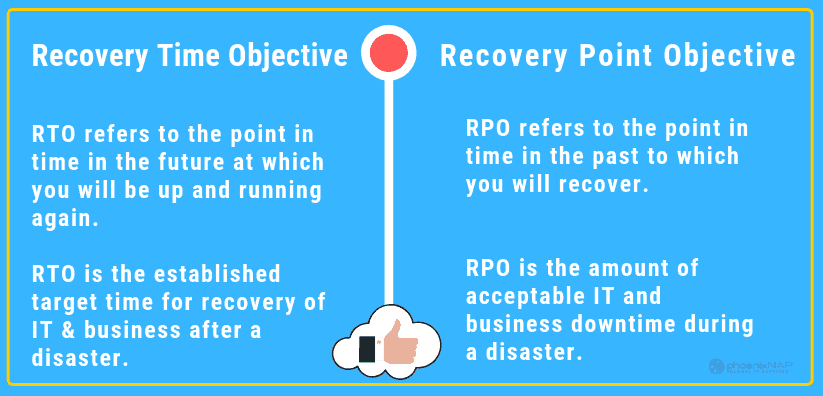 Recovery Time Objective
RTO refers to the point in
time in the future at which
you will be up and running
again.
RTO is the established
target time for recovery of
IT & business after a
disaster.
Recovery Point Objective
RPO refers to the point in
time in the past to which
you will recover.
RPO is the amount of
acceptable IT and
business downtime during
a disaster.
phoenixNAP